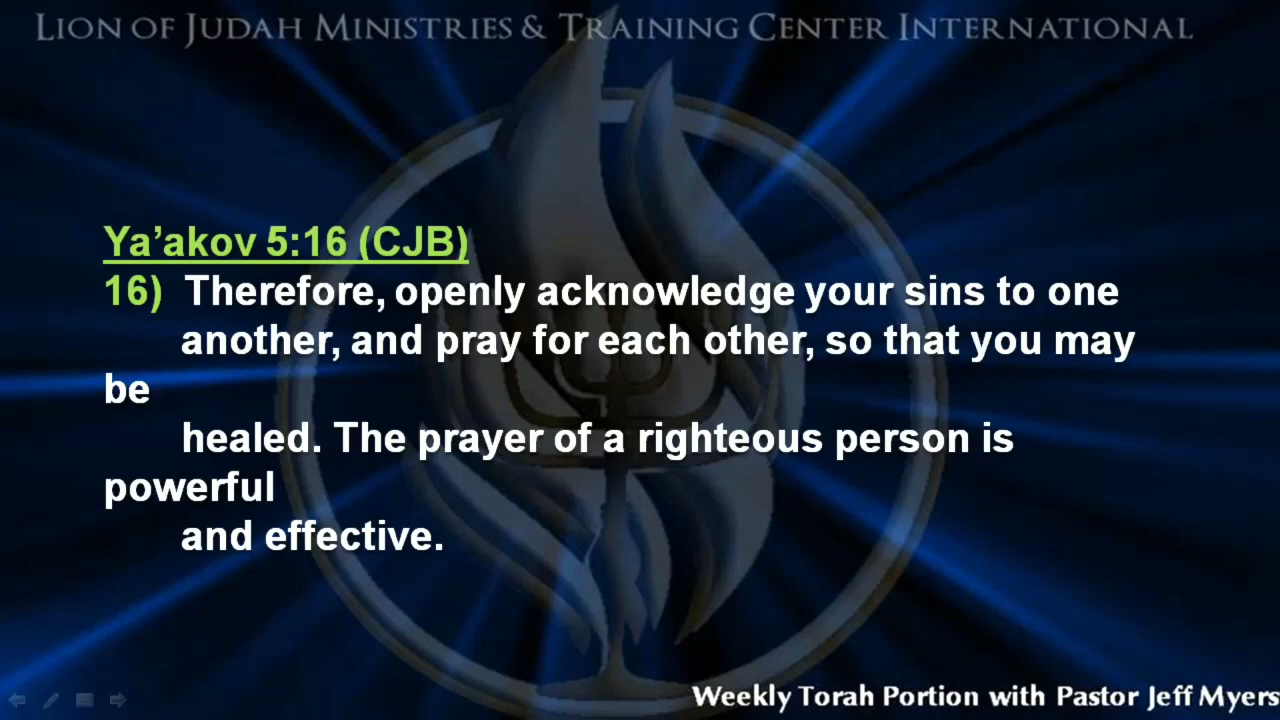 LION OF JUDAH MINISTRIES & TRAINING CENTER INTERNATIONAL
Ya’akov 5:16 (CJB)
16) Therefore, openly acknowledge your sins to one
another, and pray for each other, so that you may
be
healed. The prayer of a righteous person is
powerful
and effective.
Weekly Torah Portion with Pastor Jeff Myers